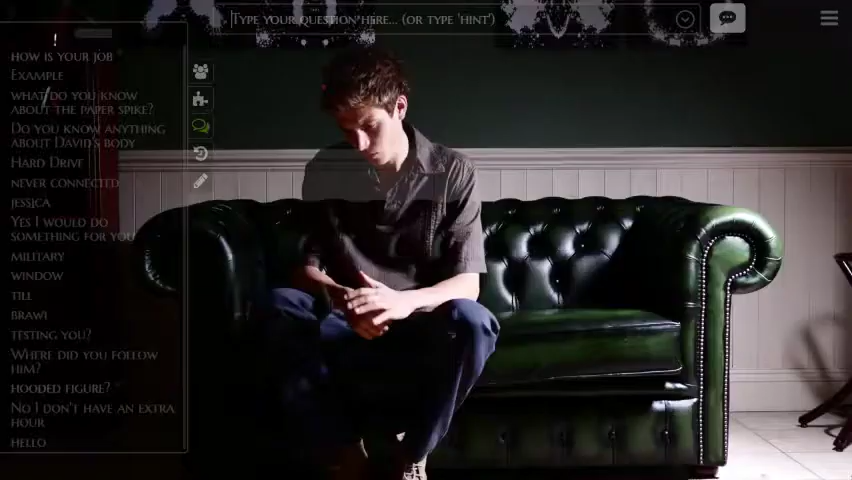 Type your question here... (or type 'hint')
how is your job
Example
what do you know
about the paper spike?
Do you know anything
about David's body
Hard Drive
never connected
jessica
Yes I would do
something for you
military
window
till
brawl
testing you?
Where did you follow
him?
hooded figure?
No I don't have an extra
hour
hello